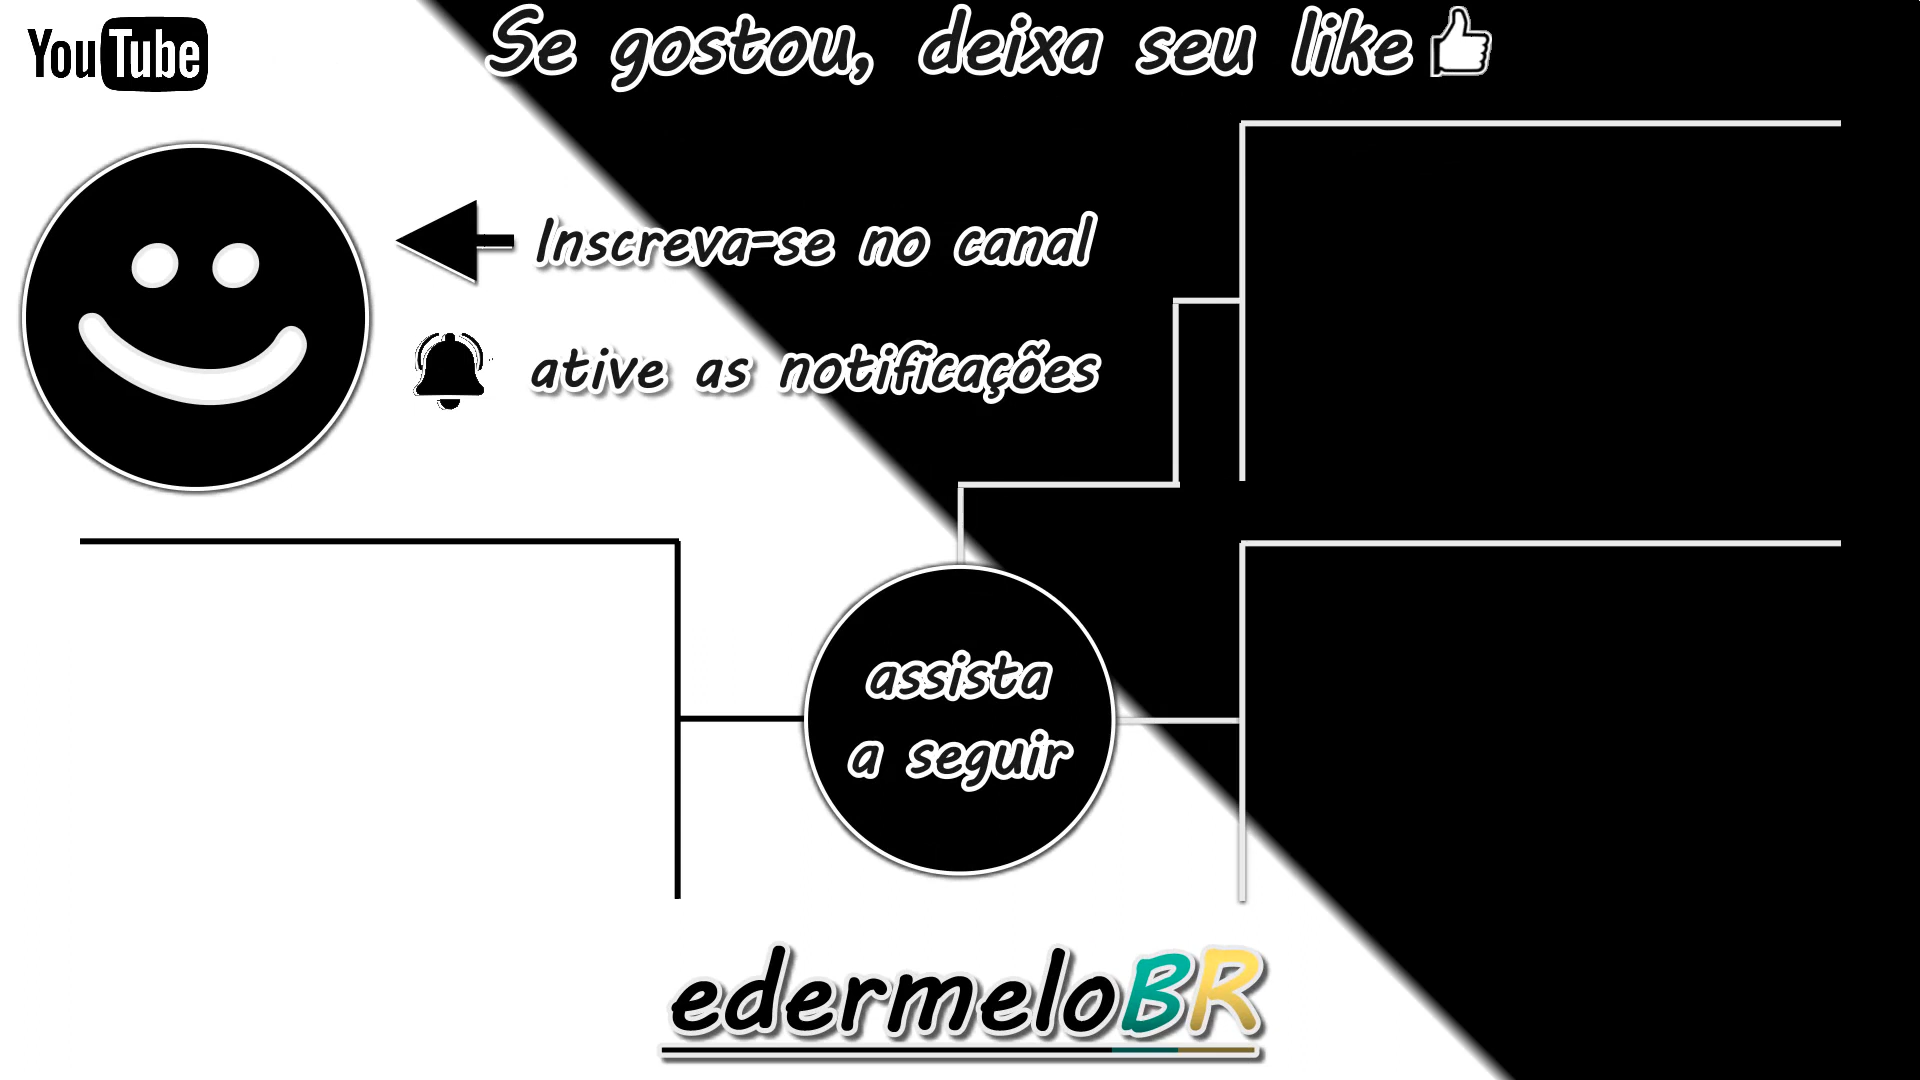 YouTube
Se gostou, deixa seu like
Inscreva-se no canal
ative as notificações
assista
a seguir
edermeloBR